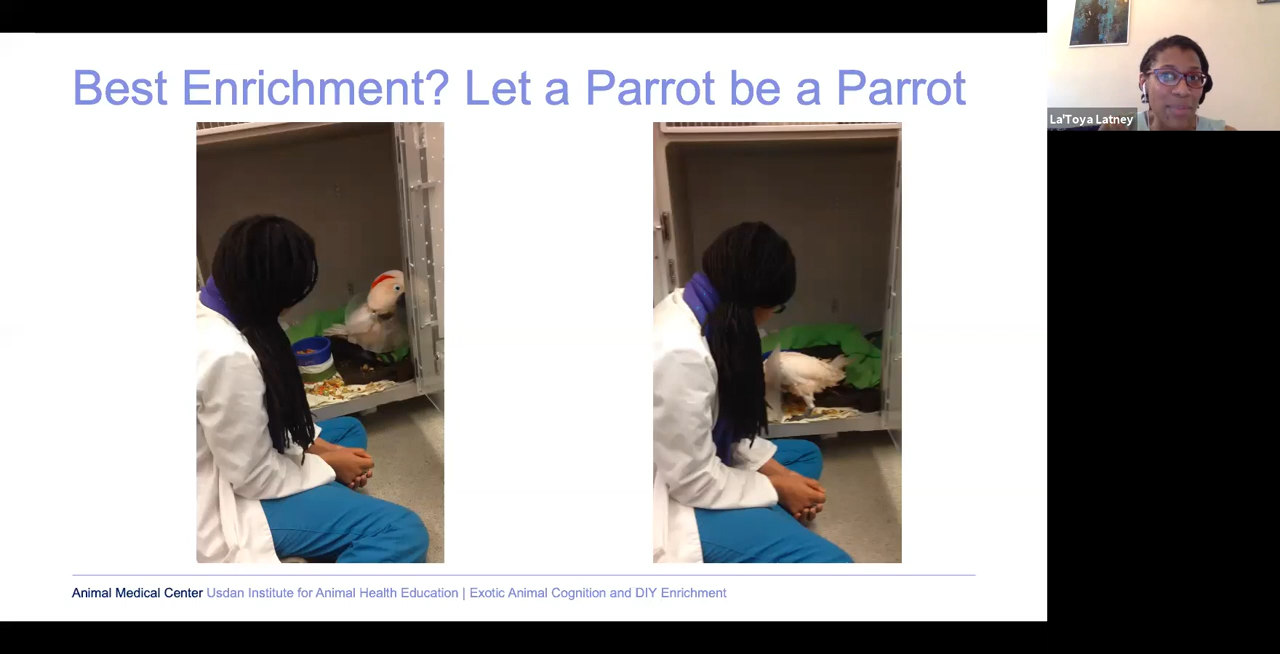 Best Enrichment? Let a Parrot be a Parrot
La'Toya Latney
Animal Medical Center Usdan Institute for Animal Health Education | Exotic Animal Cognition and DIY Enrichment